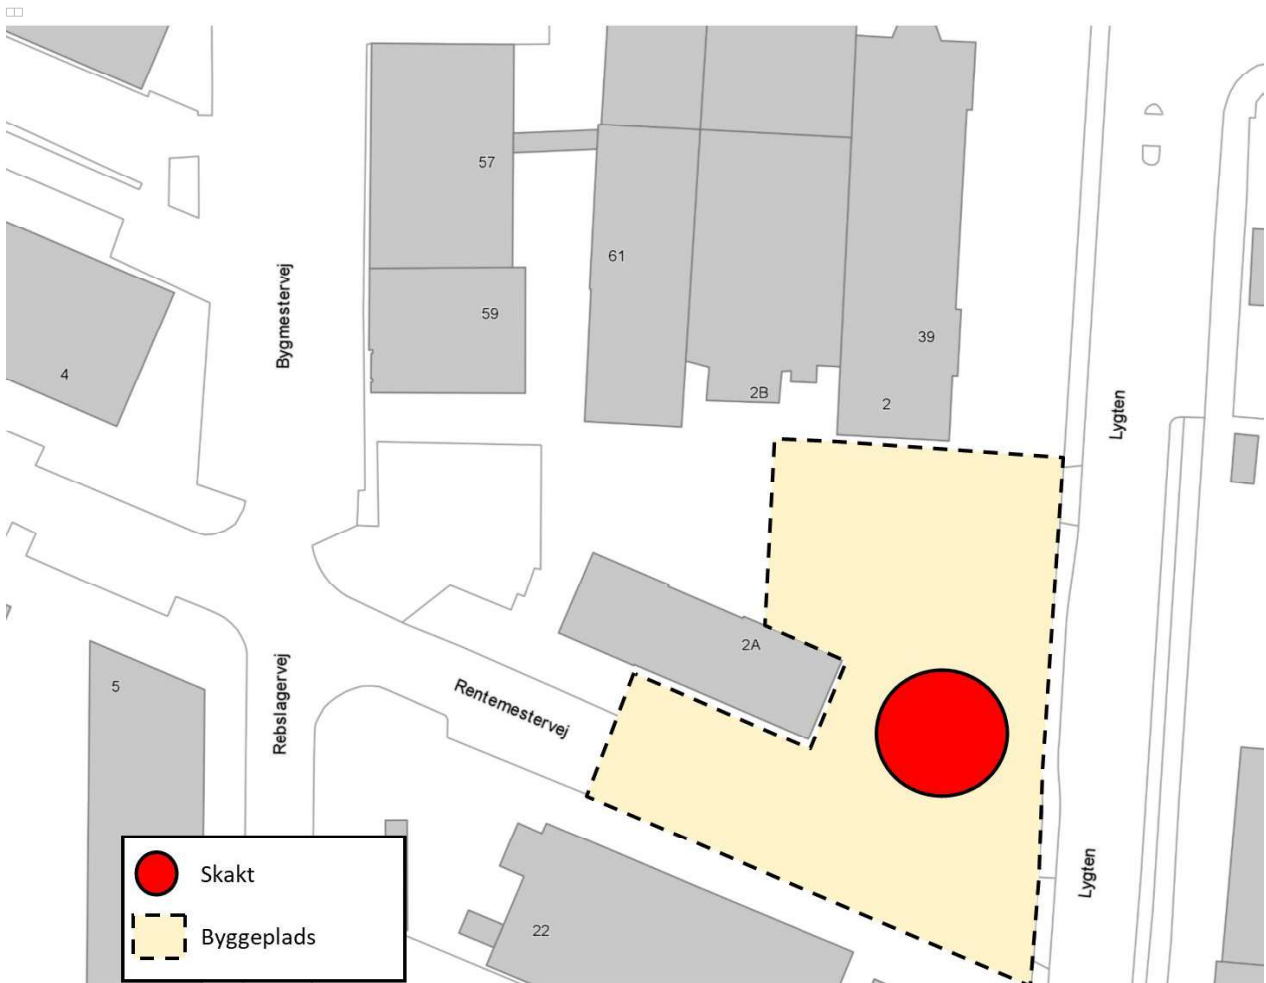 57
61
Bygmestervej
59
39
4
2B
2
Lygten
2A
5
Rebslagervej
Rentemestervej
Lygten
Skakt
22
Byggeplads